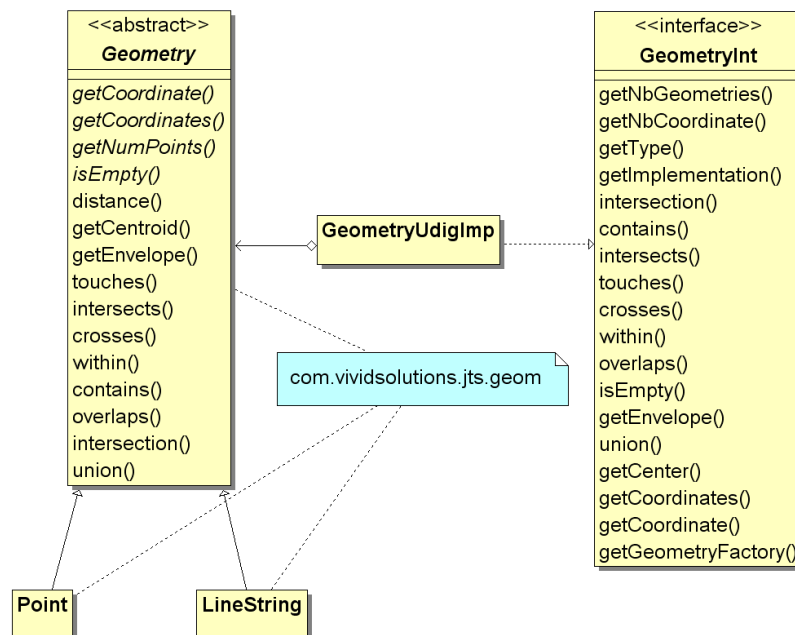 <<abstract>>
Geometry
getCoordinate()
getCoordinates()
getNumPoints()
isEmpty()
distance()
getCentroid()
getEnvelope()
touches()
intersects()
crosses()
within()
contains()
overlaps()
intersection()
union()
GeometryUdigImp
<<interface>>
GeometryInt
getNbGeometries()
getNbCoordinate()
getType()
getImplementation()
intersection()
contains()
intersects()
touches()
crosses()
within()
overlaps()
isEmpty()
getEnvelope()
union()
getCenter()
getCoordinates()
getCoordinate()
getGeometryFactory()
com.vividsolutions.jts.geom
Point
LineString